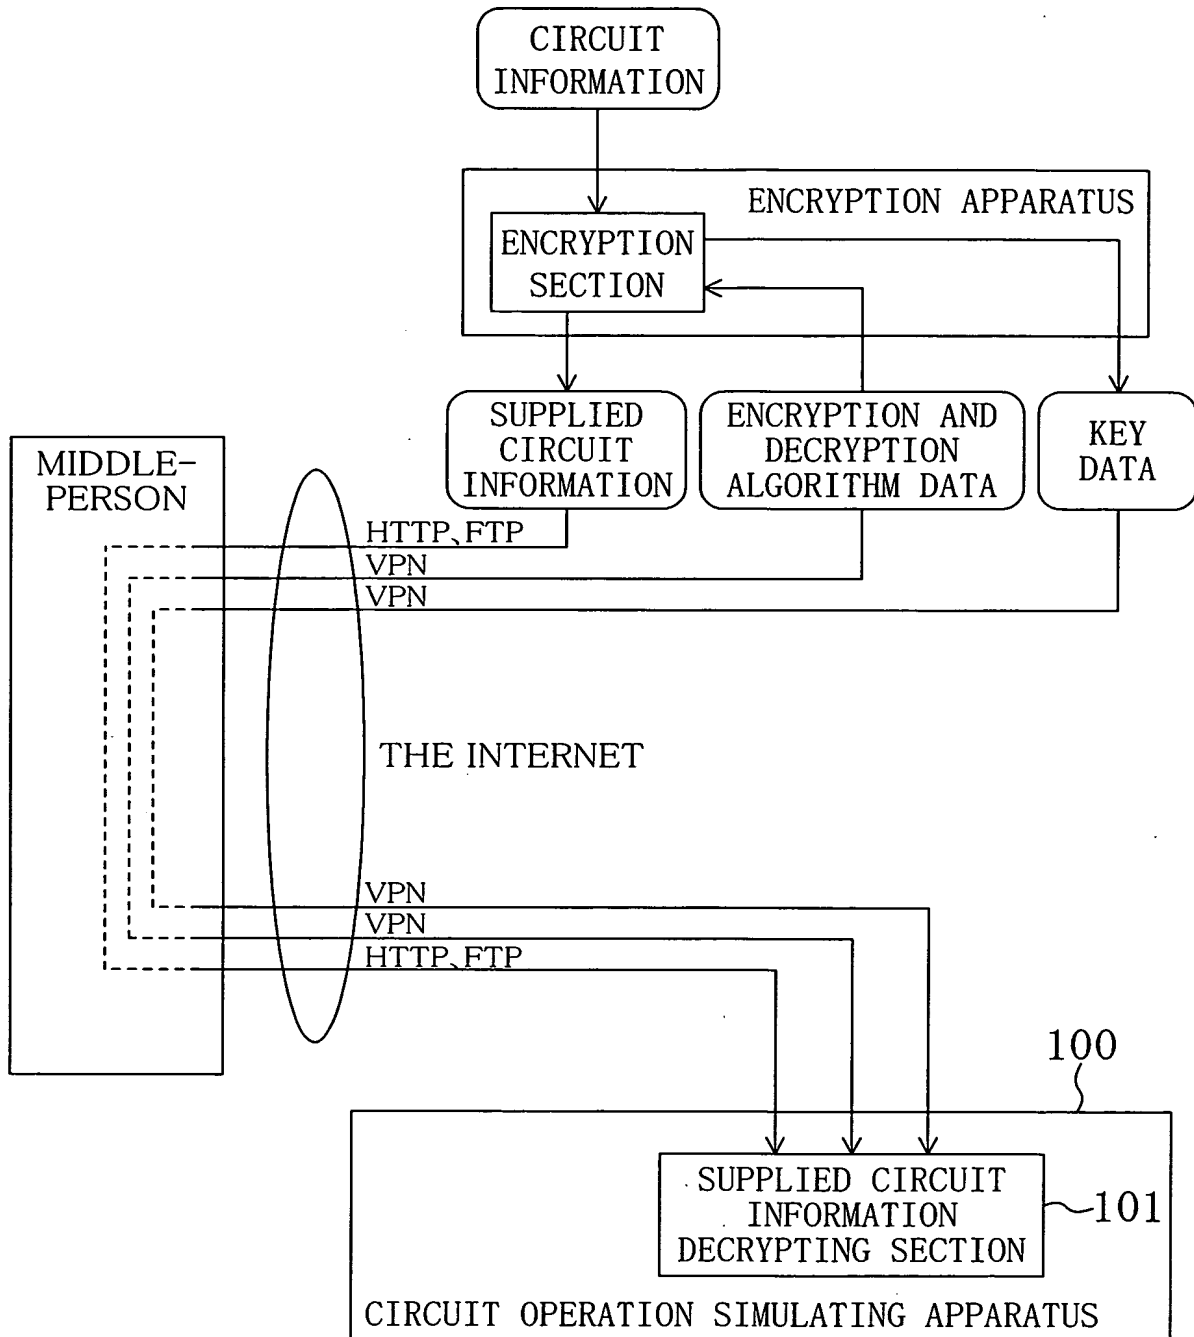 CIRCUIT
INFORMATION
ENCRYPTION APPARATUS
ENCRYPTION
SECTION
SUPPLIED
CIRCUIT
INFORMATION
ENCRYPTION AND
DECRYPTION
ALGORITHM DATA
KEY
DATA
MIDDLE-
PERSON
HTTP、FTP
VPN
VPN
THE INTERNET
VPN
VPN
HTTP、FTP
100
SUPPLIED CIRCUIT
INFORMATION
DECRYPTING SECTION
101
CIRCUIT OPERATION SIMULATING APPARATUS